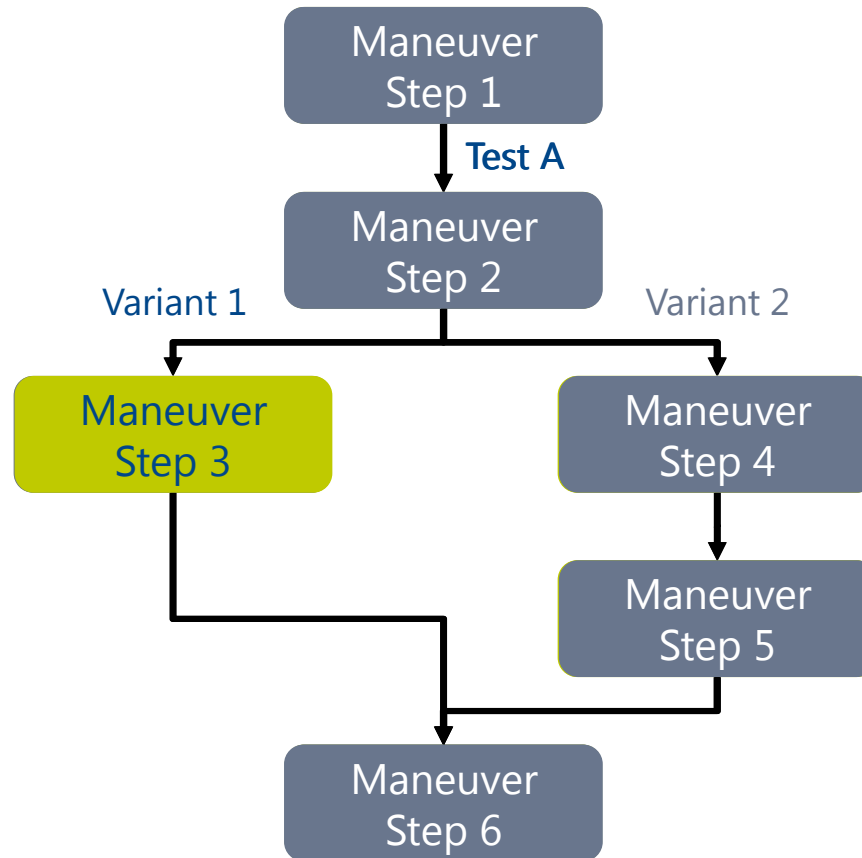 Maneuver
Step 1
Test A
Maneuver
Step 2
Variant 1
Variant 2
Maneuver
Step 3
Maneuver
Step 4
Maneuver
Step 5
Maneuver
Step 6